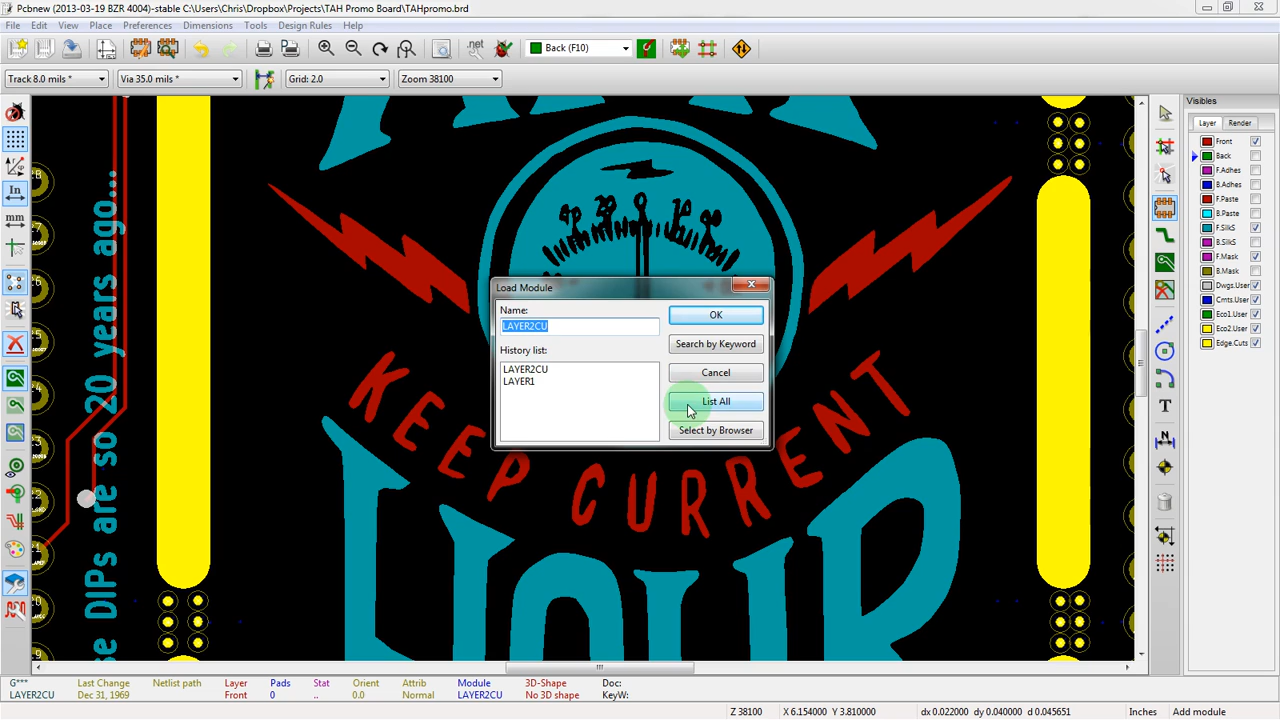 Pcbnew (2013-03-19 BZR 4004)-stable C:\Users\Chris\Dropbox\Projects\TAH Promo Board\TAHpromo.brd
File Edit View Place Preferences Dimensions Tools Design Rules Help
.net
Back (F10)
Track 8.0 mils *
Via 35.0 mils *
Grid: 2.0
Zoom 38100
In
mm
se DIPs are so 20 years ago...
Load Module
Name:
LAYER2CU
History list:
LAYER2CU
LAYER1
OK
Search by Keyword
Cancel
List All
Select by Browser
KEEP CURRENT
HOUR
T
N
Visibles
Layer Render
Front
Back
F.Adhes
B.Adhes
F.Paste
B.Paste
F.SilkS
B.SilkS
F.Mask
B.Mask
Dwgs.User
Cmts.User
Eco1.User
Eco2.User
Edge.Cuts
G*** Last Change Netlist path Layer Pads Stat Orient Attrib Module 3D-Shape Doc:
LAYER2CU Dec 31, 1969 Front 0 .. 0.0 Normal LAYER2CU No 3D shape KeyW:
Z 38100 X 6.154000 Y 3.810000 dx 0.022000 dy 0.040000 d 0.045651 Inches Add module